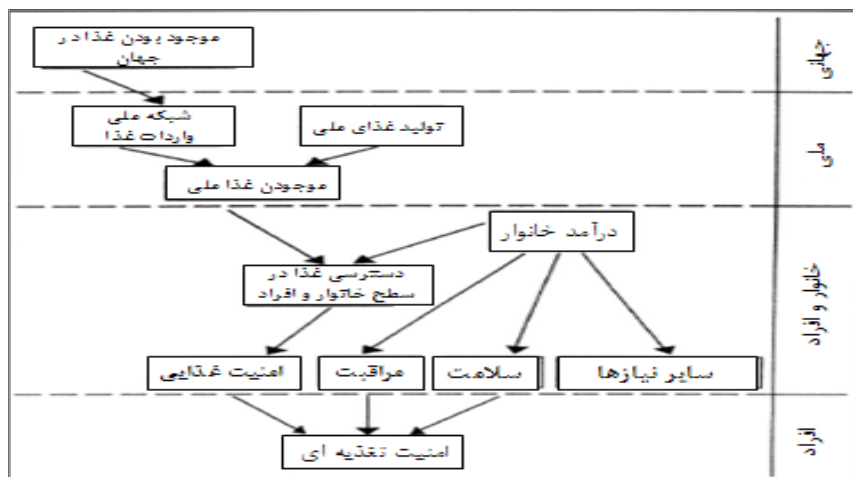 موجود بودن غذا در
جهان
جهانی
شبکه ملی
واردات غذا
تولید غذای ملی
موجودن غذا ملی
ملی
درآمد خانوار
دسترسی غذا در
سطح خانوار و افراد
خانوار و افراد
امنیت غذایی
مراقبت
سلامت
سایر نیازها
امنیت تغذیه ای
افراد